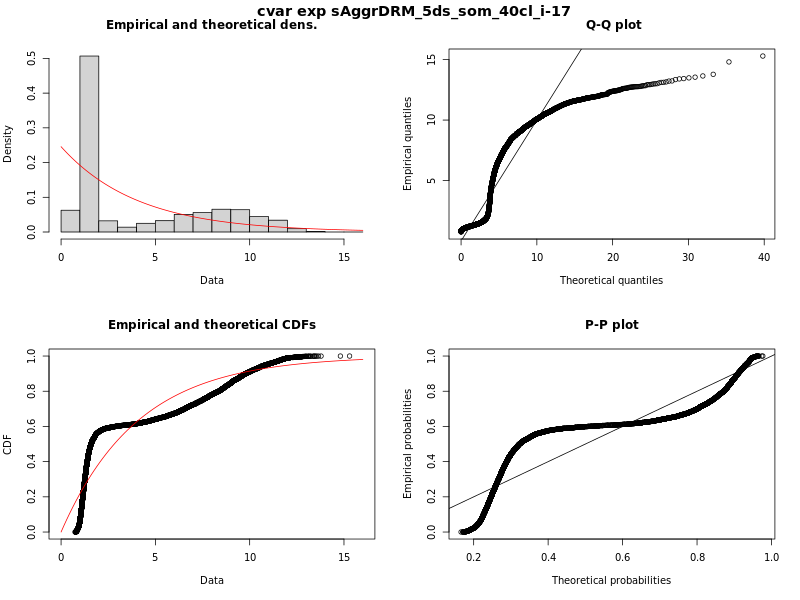 cvar exp sAggrDRM_5ds_som_40cl_i-17
Empirical and theoretical dens.
Density
0.0 0.1 0.2 0.3 0.4 0.5
0 5 10 15
Data
Q-Q plot
Empirical quantiles
5 10 15
0 10 20 30 40
Theoretical quantiles
Empirical and theoretical CDFs
CDF
0.0 0.2 0.4 0.6 0.8 1.0
0 5 10 15
Data
P-P plot
Empirical probabilities
0.0 0.2 0.4 0.6 0.8 1.0
0.2 0.4 0.6 0.8 1.0
Theoretical probabilities